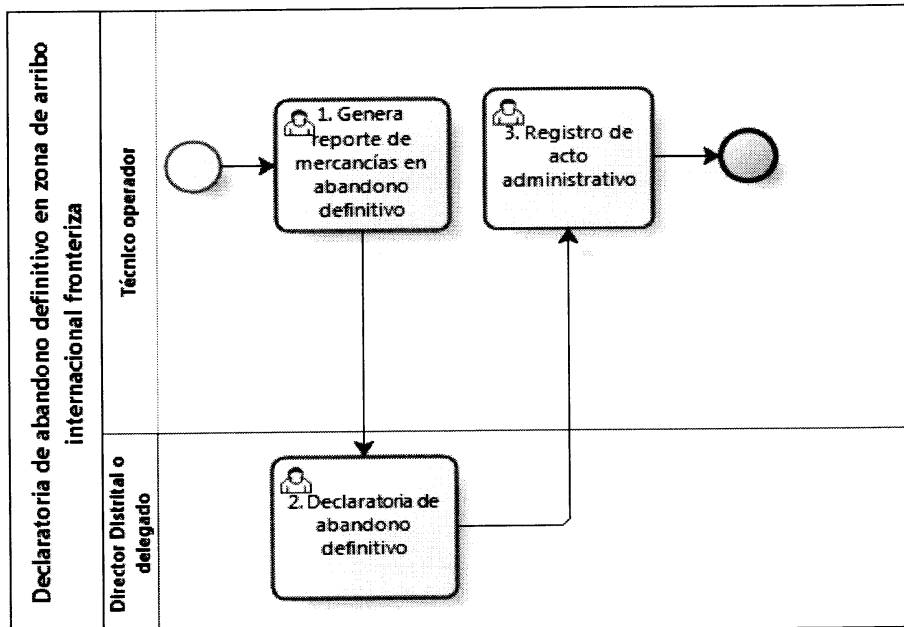 Declaratoria de abandono definitivo en zona de arribo
internacional fronteriza
Técnico operador
1. Genera
reporte de
mercancías en
abandono
definitivo
3. Registro de
acto
administrativo
Director Distrital o
delegado
2. Declaratoria de
abandono
definitivo